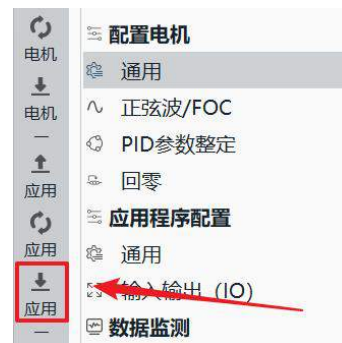 电机
电机
应用
应用
应用
配置电机
通用
正弦波/FOC
PID参数整定
回零
应用程序配置
通用
输入输出（IO）
数据监测